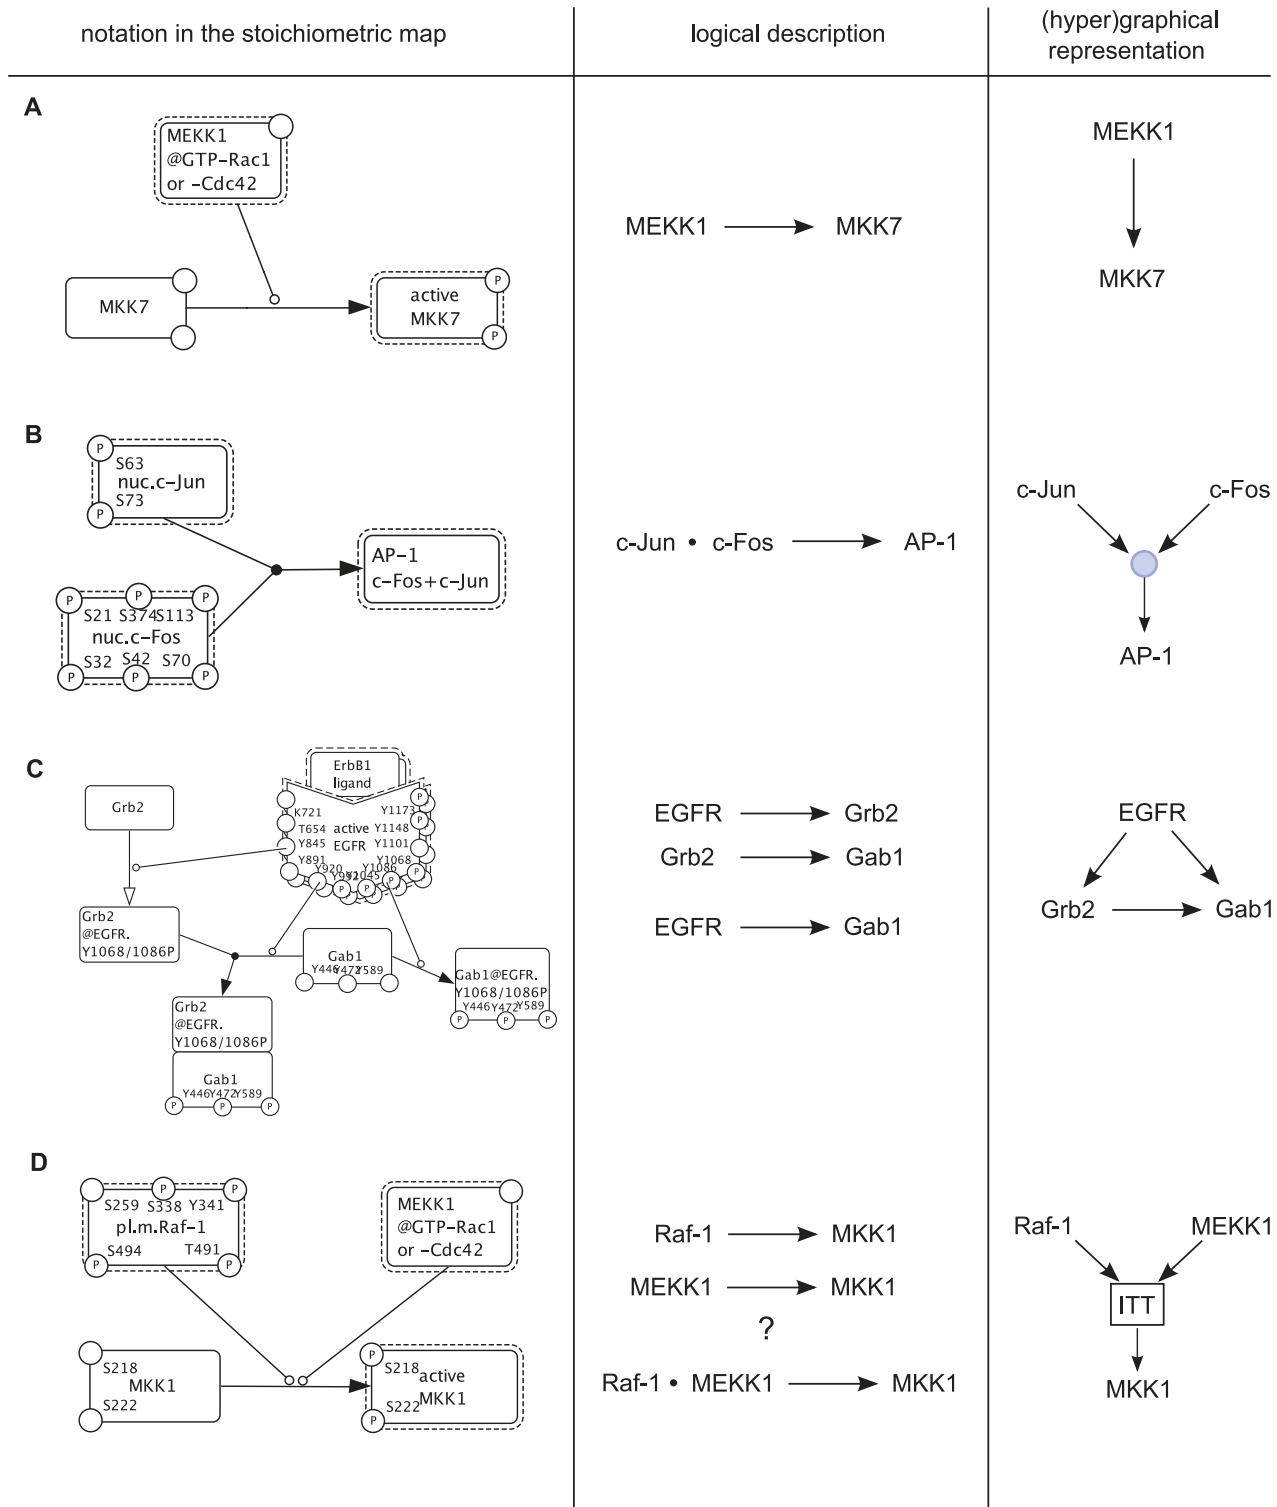 notation in the stoichiometric map
logical description
(hyper)graphical
representation
A
MEKK1
@GTP-Rac1
or -Cdc42
MKK7
active
MKK7
P
P
MEKK1 → MKK7
MEKK1
MKK7
B
P
S63
nuc.c-Jun
S73
P
AP-1
c-Fos+c-Jun
P P P
S21 S374 S113
nuc.c-Fos
S32 S42 S70
P P P
c-Jun • c-Fos → AP-1
c-Jun c-Fos
AP-1
C
Grb2
ErbB1
ligand
K721 Y1173
T654 active Y1148
Y845 EGFR Y1101
Y891 Y1068
Y920 Y1086
Y992 Y1045
P
P
P
P P P
Grb2
@EGFR.
Y1068/1086P
Gab1
Y446 Y472 Y589
Gab1@EGFR.
Y1068/1086P
Y446 Y472 Y589
P P P
Grb2
@EGFR.
Y1068/1086P
Gab1
Y446 Y472 Y589
P P P
EGFR → Grb2
Grb2 → Gab1
EGFR → Gab1
EGFR
Grb2 → Gab1
D
P P
S259 S338 Y341
pl.m.Raf-1
S494 T491
P P
MEKK1
@GTP-Rac1
or -Cdc42
S218
MKK1
S222
P
S218 active
MKK1
S222
P
Raf-1 → MKK1
MEKK1 → MKK1
?
Raf-1 • MEKK1 → MKK1
Raf-1 MEKK1
ITT
MKK1